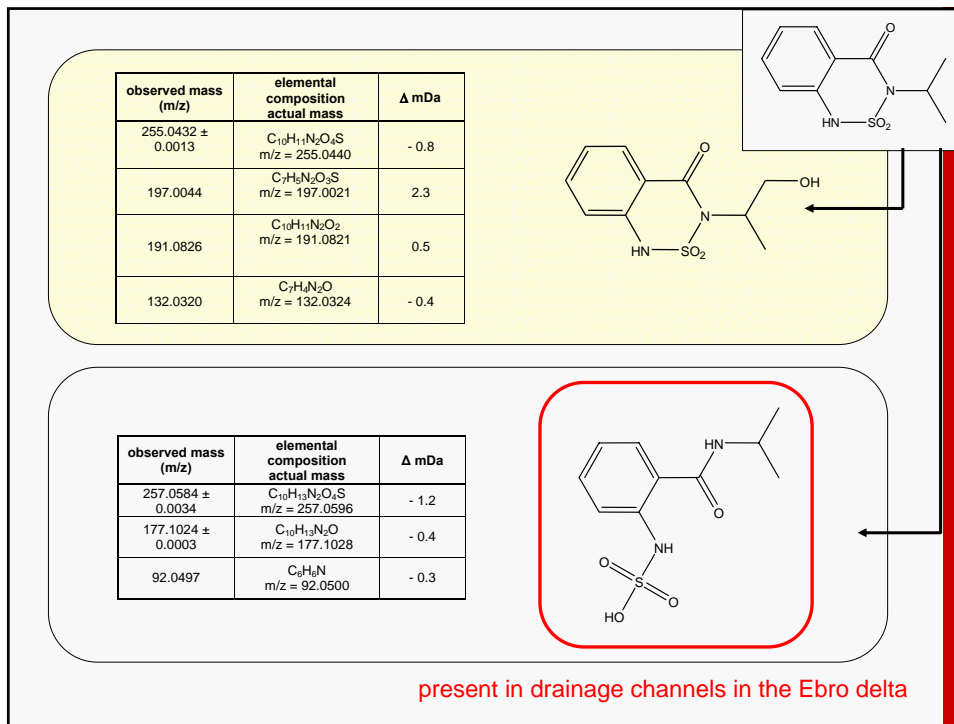 O
N
HN
SO₂
observed mass (m/z)
elemental composition actual mass
Δ mDa
255.0432 ± 0.0013
C₁₀H₁₁N₂O₄S
m/z = 255.0440
- 0.8
197.0044
C₇H₅N₂O₃S
m/z = 197.0021
2.3
191.0826
C₁₀H₁₁N₂O₂
m/z = 191.0821
0.5
132.0320
C₇H₄N₂O
m/z = 132.0324
- 0.4
O
OH
N
HN
SO₂
observed mass (m/z)
elemental composition actual mass
Δ mDa
257.0584 ± 0.0034
C₁₀H₁₃N₂O₄S
m/z = 257.0596
- 1.2
177.1024 ± 0.0003
C₁₀H₁₃N₂O
m/z = 177.1028
- 0.4
92.0497
C₆H₆N
m/z = 92.0500
- 0.3
HN
O
NH
O
S
O
HO
present in drainage channels in the Ebro delta